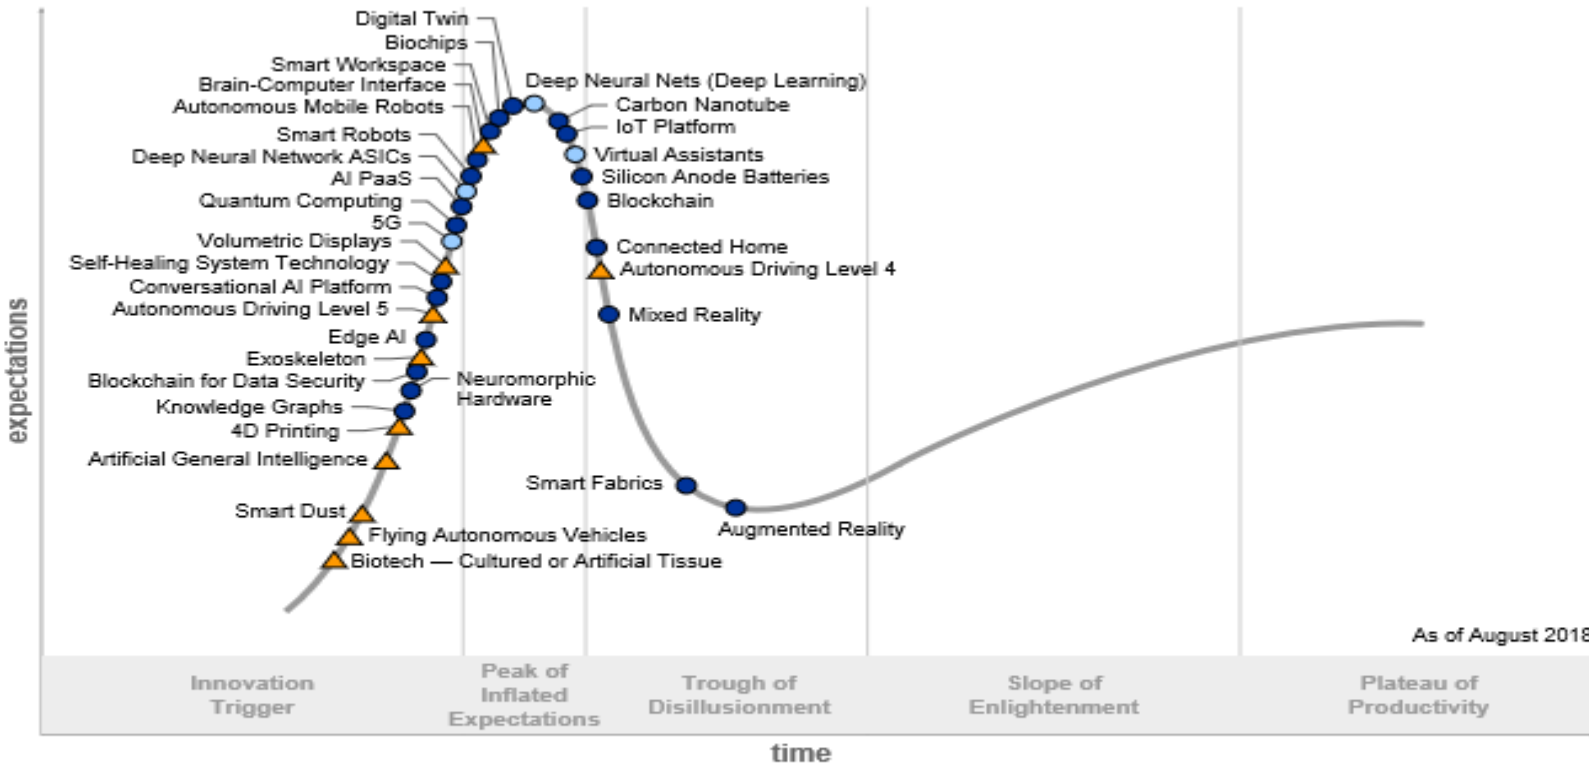 Digital Twin
Biochips
Smart Workspace
Brain-Computer Interface
Autonomous Mobile Robots
Smart Robots
Deep Neural Network ASICs
AI PaaS
Quantum Computing
5G
Volumetric Displays
Self-Healing System Technology
Conversational AI Platform
Autonomous Driving Level 5
Edge AI
Exoskeleton
Blockchain for Data Security
Neuromorphic
Hardware
Knowledge Graphs
4D Printing
Artificial General Intelligence
Smart Dust
Flying Autonomous Vehicles
Biotech — Cultured or Artificial Tissue
Deep Neural Nets (Deep Learning)
Carbon Nanotube
IoT Platform
Virtual Assistants
Silicon Anode Batteries
Blockchain
Connected Home
Autonomous Driving Level 4
Mixed Reality
Smart Fabrics
Augmented Reality
As of August 2018
expectations
Innovation
Trigger
Peak of
Inflated
Expectations
Trough of
Disillusionment
Slope of
Enlightenment
Plateau of
Productivity
time